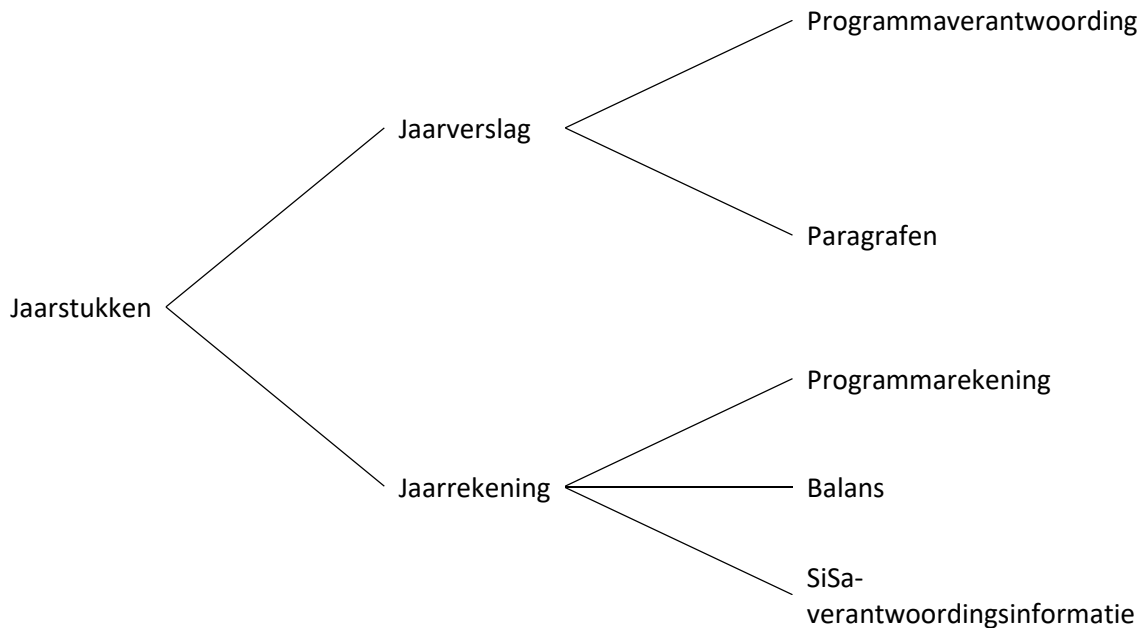 Programmaverantwoording
Jaarverslag
Paragrafen
Jaarstukken
Programmarekening
Jaarrekening
Balans
SiSa-
verantwoordingsinformatie